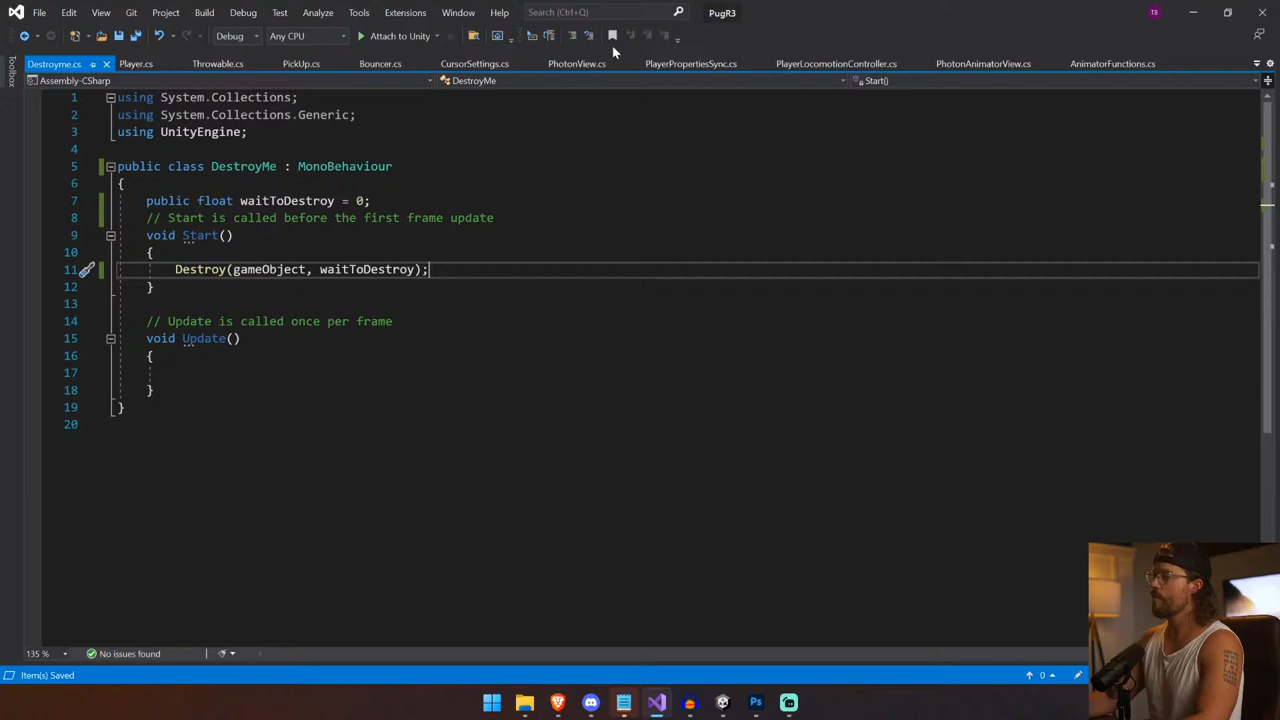 File Edit View Git Project Build Debug Test Analyze Tools Extensions Window Help Search (Ctrl+Q) PugR3 TB
Debug Any CPU Attach to Unity
Destroyme.cs Player.cs Throwable.cs PickUp.cs Bouncer.cs CursorSettings.cs PhotonView.cs PlayerPropertiesSync.cs PlayerLocomotionController.cs PhotonAnimatorView.cs AnimatorFunctions.cs
Toolbox
Assembly-CSharp DestroyMe Start()
1 using System.Collections;
2 using System.Collections.Generic;
3 using UnityEngine;
4
5 public class DestroyMe : MonoBehaviour
6 {
7 public float waitToDestroy = 0;
8 // Start is called before the first frame update
9 void Start()
10 {
11 Destroy(gameObject, waitToDestroy);
12 }
13
14 // Update is called once per frame
15 void Update()
16 {
17
18 }
19 }
20
135 % No issues found
Item(s) Saved 0
Ps